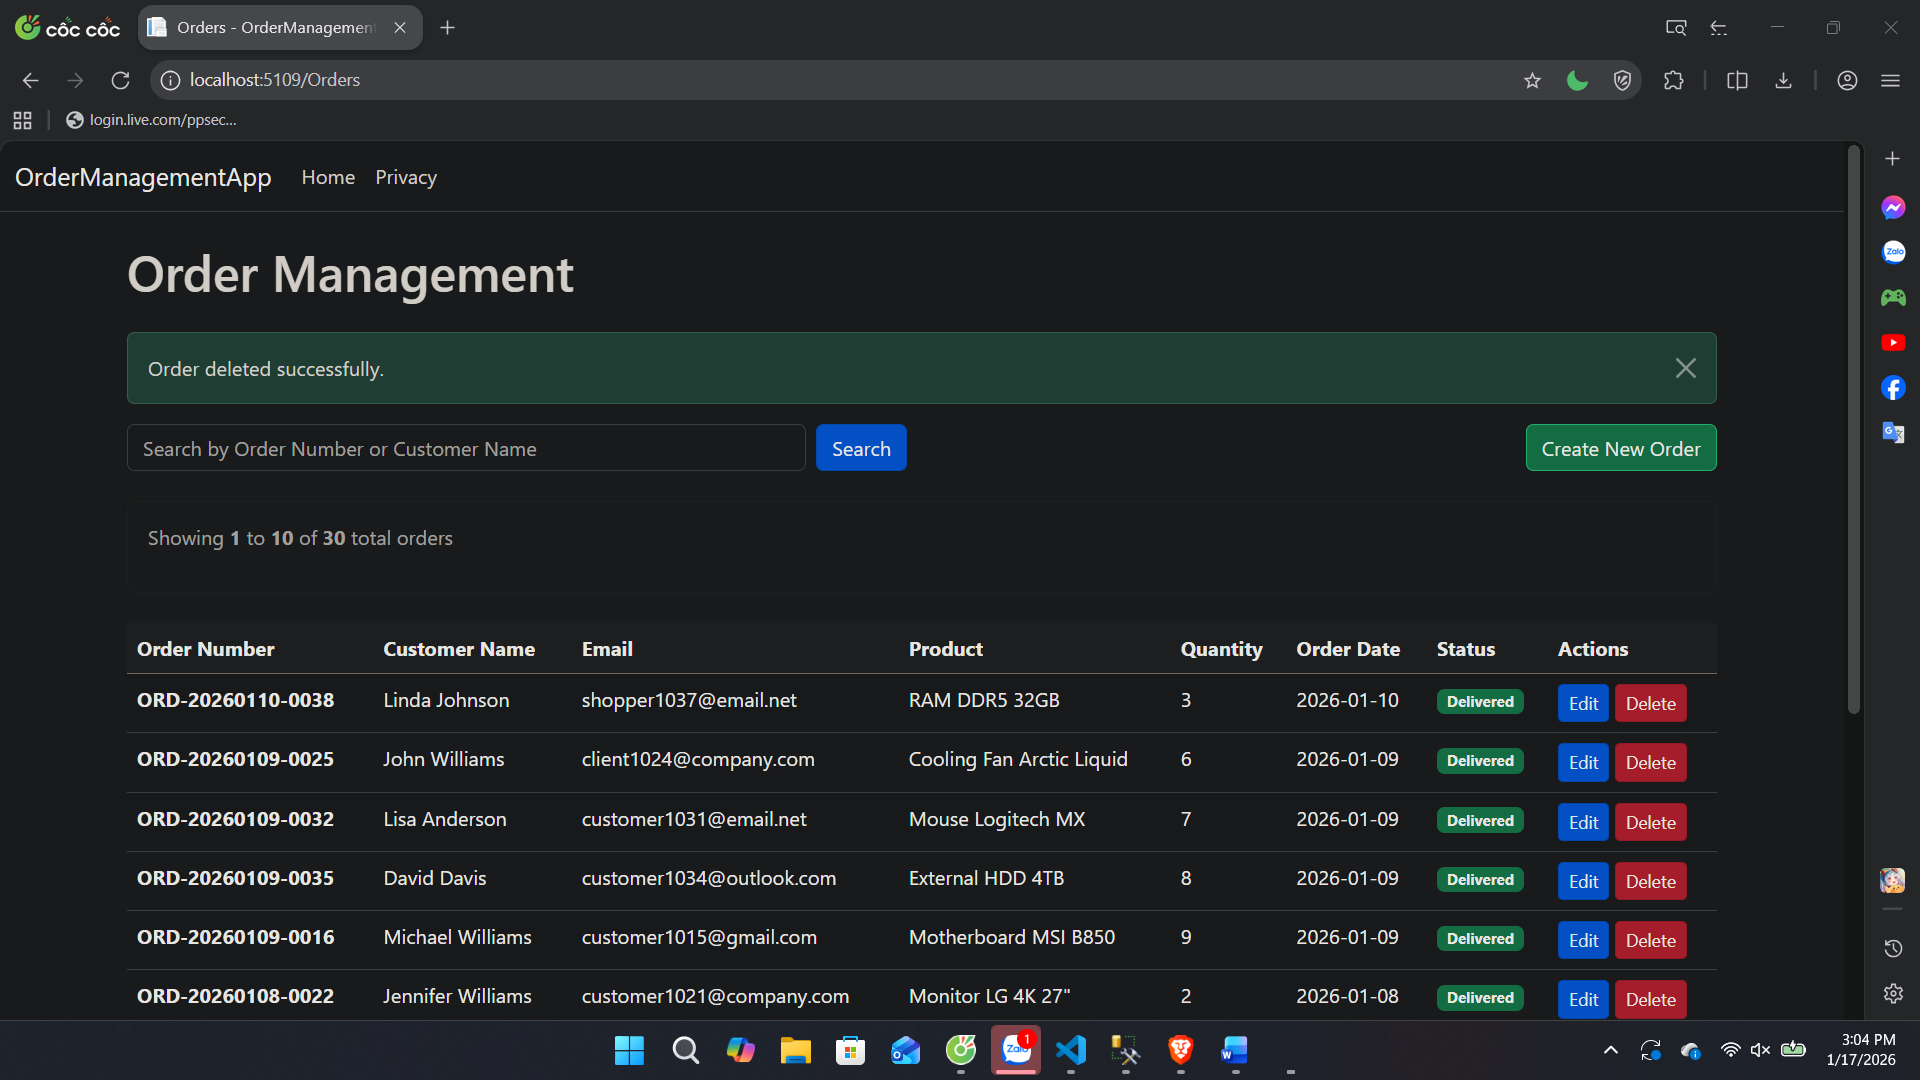 cốc cốc
Orders - OrderManagement
localhost:5109/Orders
login.live.com/ppsec...
OrderManagementApp Home Privacy
Order Management
Order deleted successfully.
Search by Order Number or Customer Name Search Create New Order
Showing 1 to 10 of 30 total orders
Order Number Customer Name Email Product Quantity Order Date Status Actions
ORD-20260110-0038 Linda Johnson shopper1037@email.net RAM DDR5 32GB 3 2026-01-10 Delivered Edit Delete
ORD-20260109-0025 John Williams client1024@company.com Cooling Fan Arctic Liquid 6 2026-01-09 Delivered Edit Delete
ORD-20260109-0032 Lisa Anderson customer1031@email.net Mouse Logitech MX 7 2026-01-09 Delivered Edit Delete
ORD-20260109-0035 David Davis customer1034@outlook.com External HDD 4TB 8 2026-01-09 Delivered Edit Delete
ORD-20260109-0016 Michael Williams customer1015@gmail.com Motherboard MSI B850 9 2026-01-09 Delivered Edit Delete
ORD-20260108-0022 Jennifer Williams customer1021@company.com Monitor LG 4K 27" 2 2026-01-08 Delivered Edit Delete
Zalo
Zalo 1
3:04 PM
1/17/2026